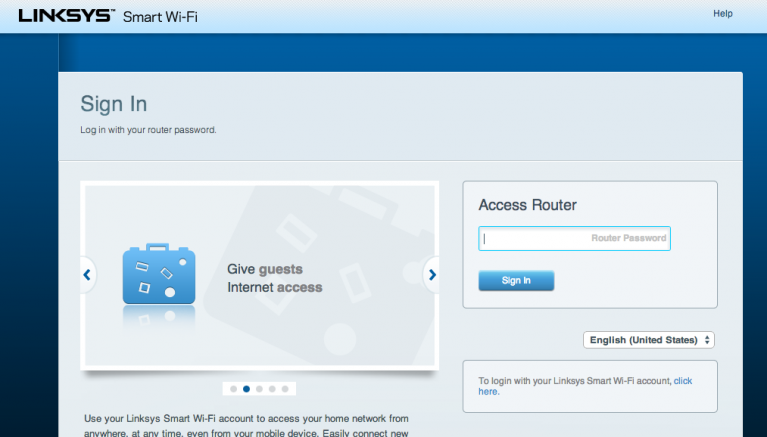 LINKSYS™ Smart Wi-Fi
Help
Sign In
Log in with your router password.
Give guests
Internet access
Access Router
Router Password
Sign In
English (United States)
To login with your Linksys Smart Wi-Fi account, click
here.
Use your Linksys Smart Wi-Fi account to access your home network from
anywhere, at any time, even from your mobile device. Easily connect new